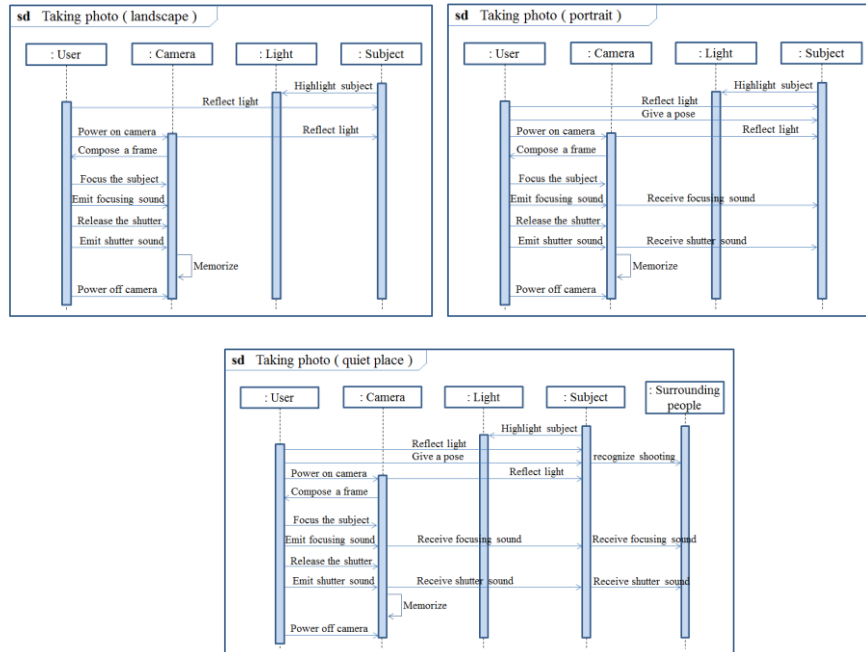 sd Taking photo ( landscape )
: User
: Camera
: Light
: Subject
Highlight subject
Reflect light
Power on camera
Reflect light
Compose a frame
Focus the subject
Emit focusing sound
Release the shutter
Emit shutter sound
Memorize
Power off camera
sd Taking photo ( portrait )
: User
: Camera
: Light
: Subject
Highlight subject
Reflect light
Give a pose
Power on camera
Reflect light
Compose a frame
Focus the subject
Emit focusing sound
Receive focusing sound
Release the shutter
Emit shutter sound
Receive shutter sound
Memorize
Power off camera
sd Taking photo ( quiet place )
: User
: Camera
: Light
: Subject
: Surrounding
people
Highlight subject
Reflect light
Give a pose
recognize shooting
Power on camera
Reflect light
Compose a frame
Focus the subject
Emit focusing sound
Receive focusing sound
Receive focusing sound
Release the shutter
Emit shutter sound
Receive shutter sound
Receive shutter sound
Memorize
Power off camera